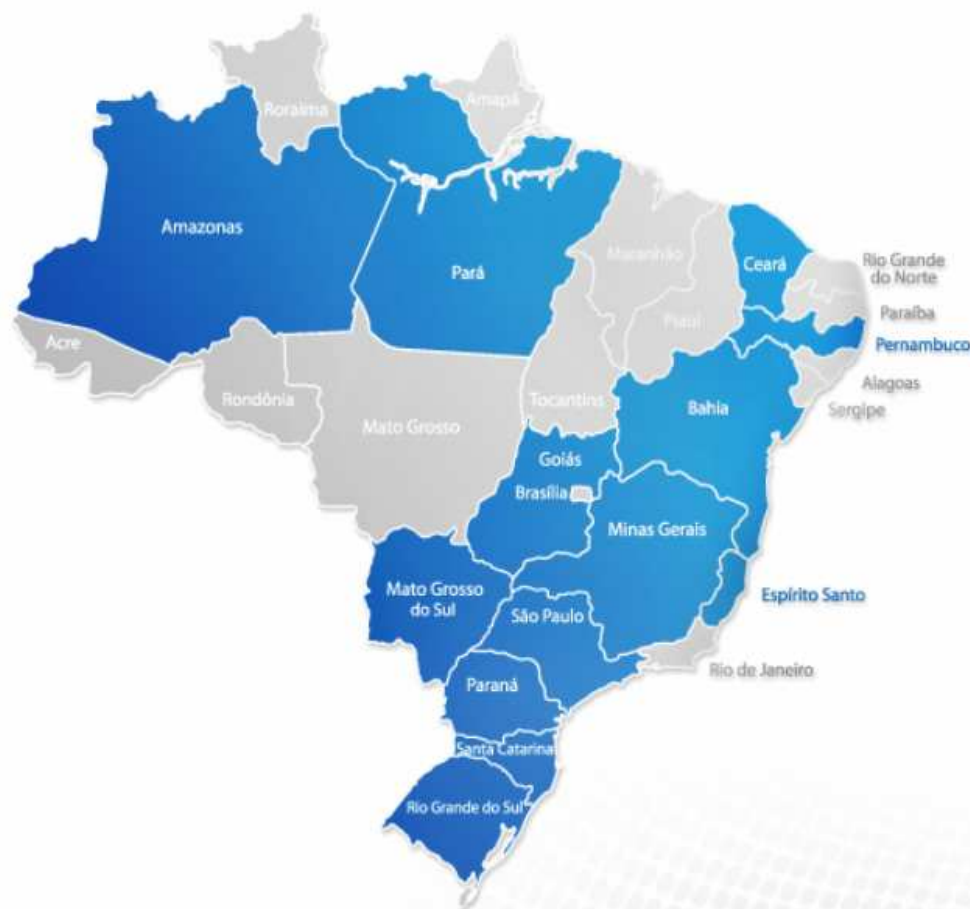 Roraima
Amapá
Amazonas
Pará
Maranhão
Ceará
Rio Grande
do Norte
Piauí
Paraíba
Pernambuco
Acre
Alagoas
Rondônia
Tocantins
Bahia
Sergipe
Mato Grosso
Goiás
Brasília
Minas Gerais
Mato Grosso
do Sul
São Paulo
Espírito Santo
Rio de Janeiro
Paraná
Santa Catarina
Rio Grande do Sul